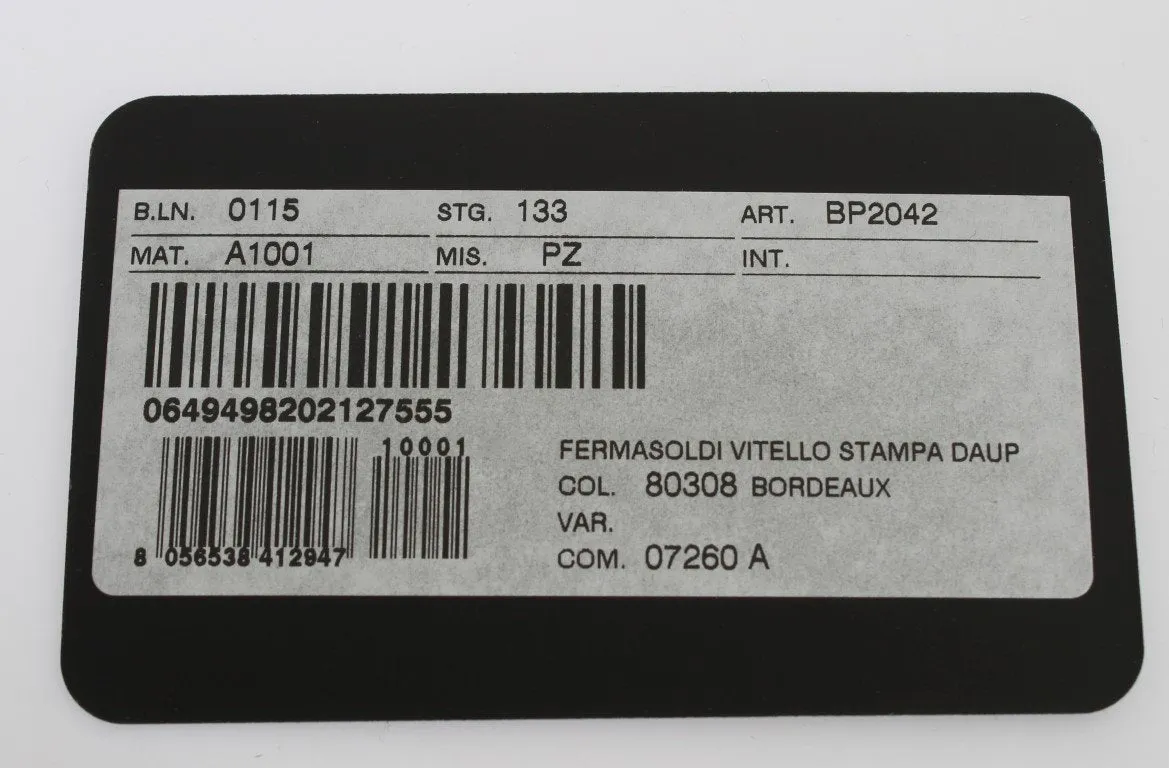 B.LN. 0115 STG. 133 ART. BP2042
MAT. A1001 MIS. PZ INT.
0649498202127555
10001
8 056538 412947
FERMASOLDI VITELLO STAMPA DAUP
COL. 80308 BORDEAUX
VAR.
COM. 07260 A